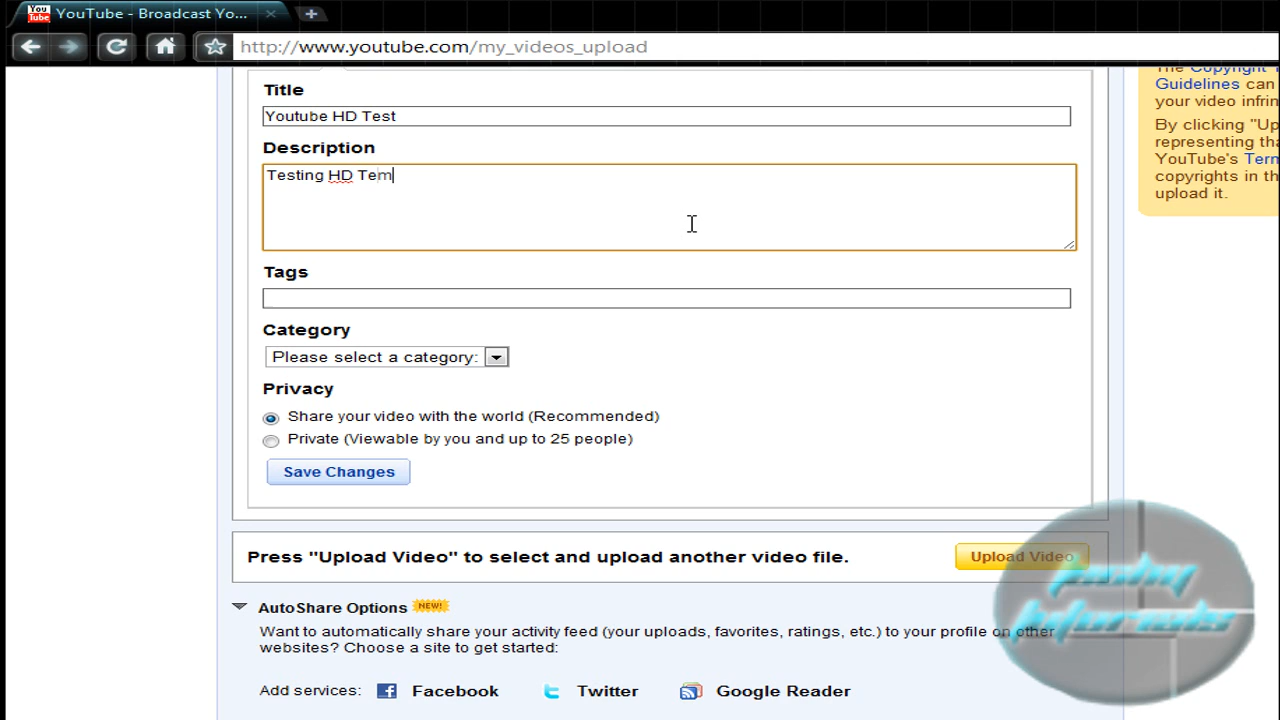 You Tube
YouTube - Broadcast Yo...
http://www.youtube.com/my_videos_upload
Title
Youtube HD Test
Description
Testing HD Tem
Tags
Category
Please select a category:
Privacy
Share your video with the world (Recommended)
Private (Viewable by you and up to 25 people)
Save Changes
The Copyright
Guidelines can
your video infrin
By clicking "Up
representing tha
YouTube's Term
copyrights in th
upload it.
Press "Upload Video" to select and upload another video file.
Upload Video
AutoShare Options NEW!
Want to automatically share your activity feed (your uploads, favorites, ratings, etc.) to your profile on other
websites? Choose a site to get started:
Add services: Facebook Twitter Google Reader